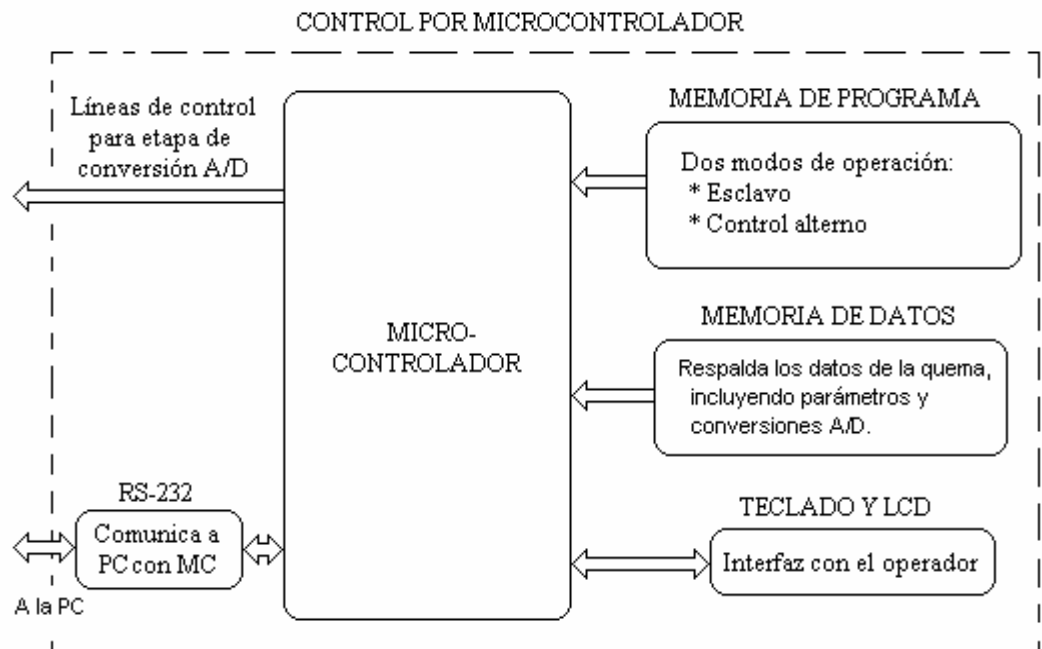 CONTROL POR MICROCONTROLADOR
Líneas de control
para etapa de
conversión A/D
MEMORIA DE PROGRAMA
Dos modos de operación:
* Esclavo
* Control alterno
MICRO-
CONTROLADOR
MEMORIA DE DATOS
Respalda los datos de la quema,
incluyendo parámetros y
conversiones A/D.
RS-232
Comunica a
PC con MC
A la PC
TECLADO Y LCD
Interfaz con el operador